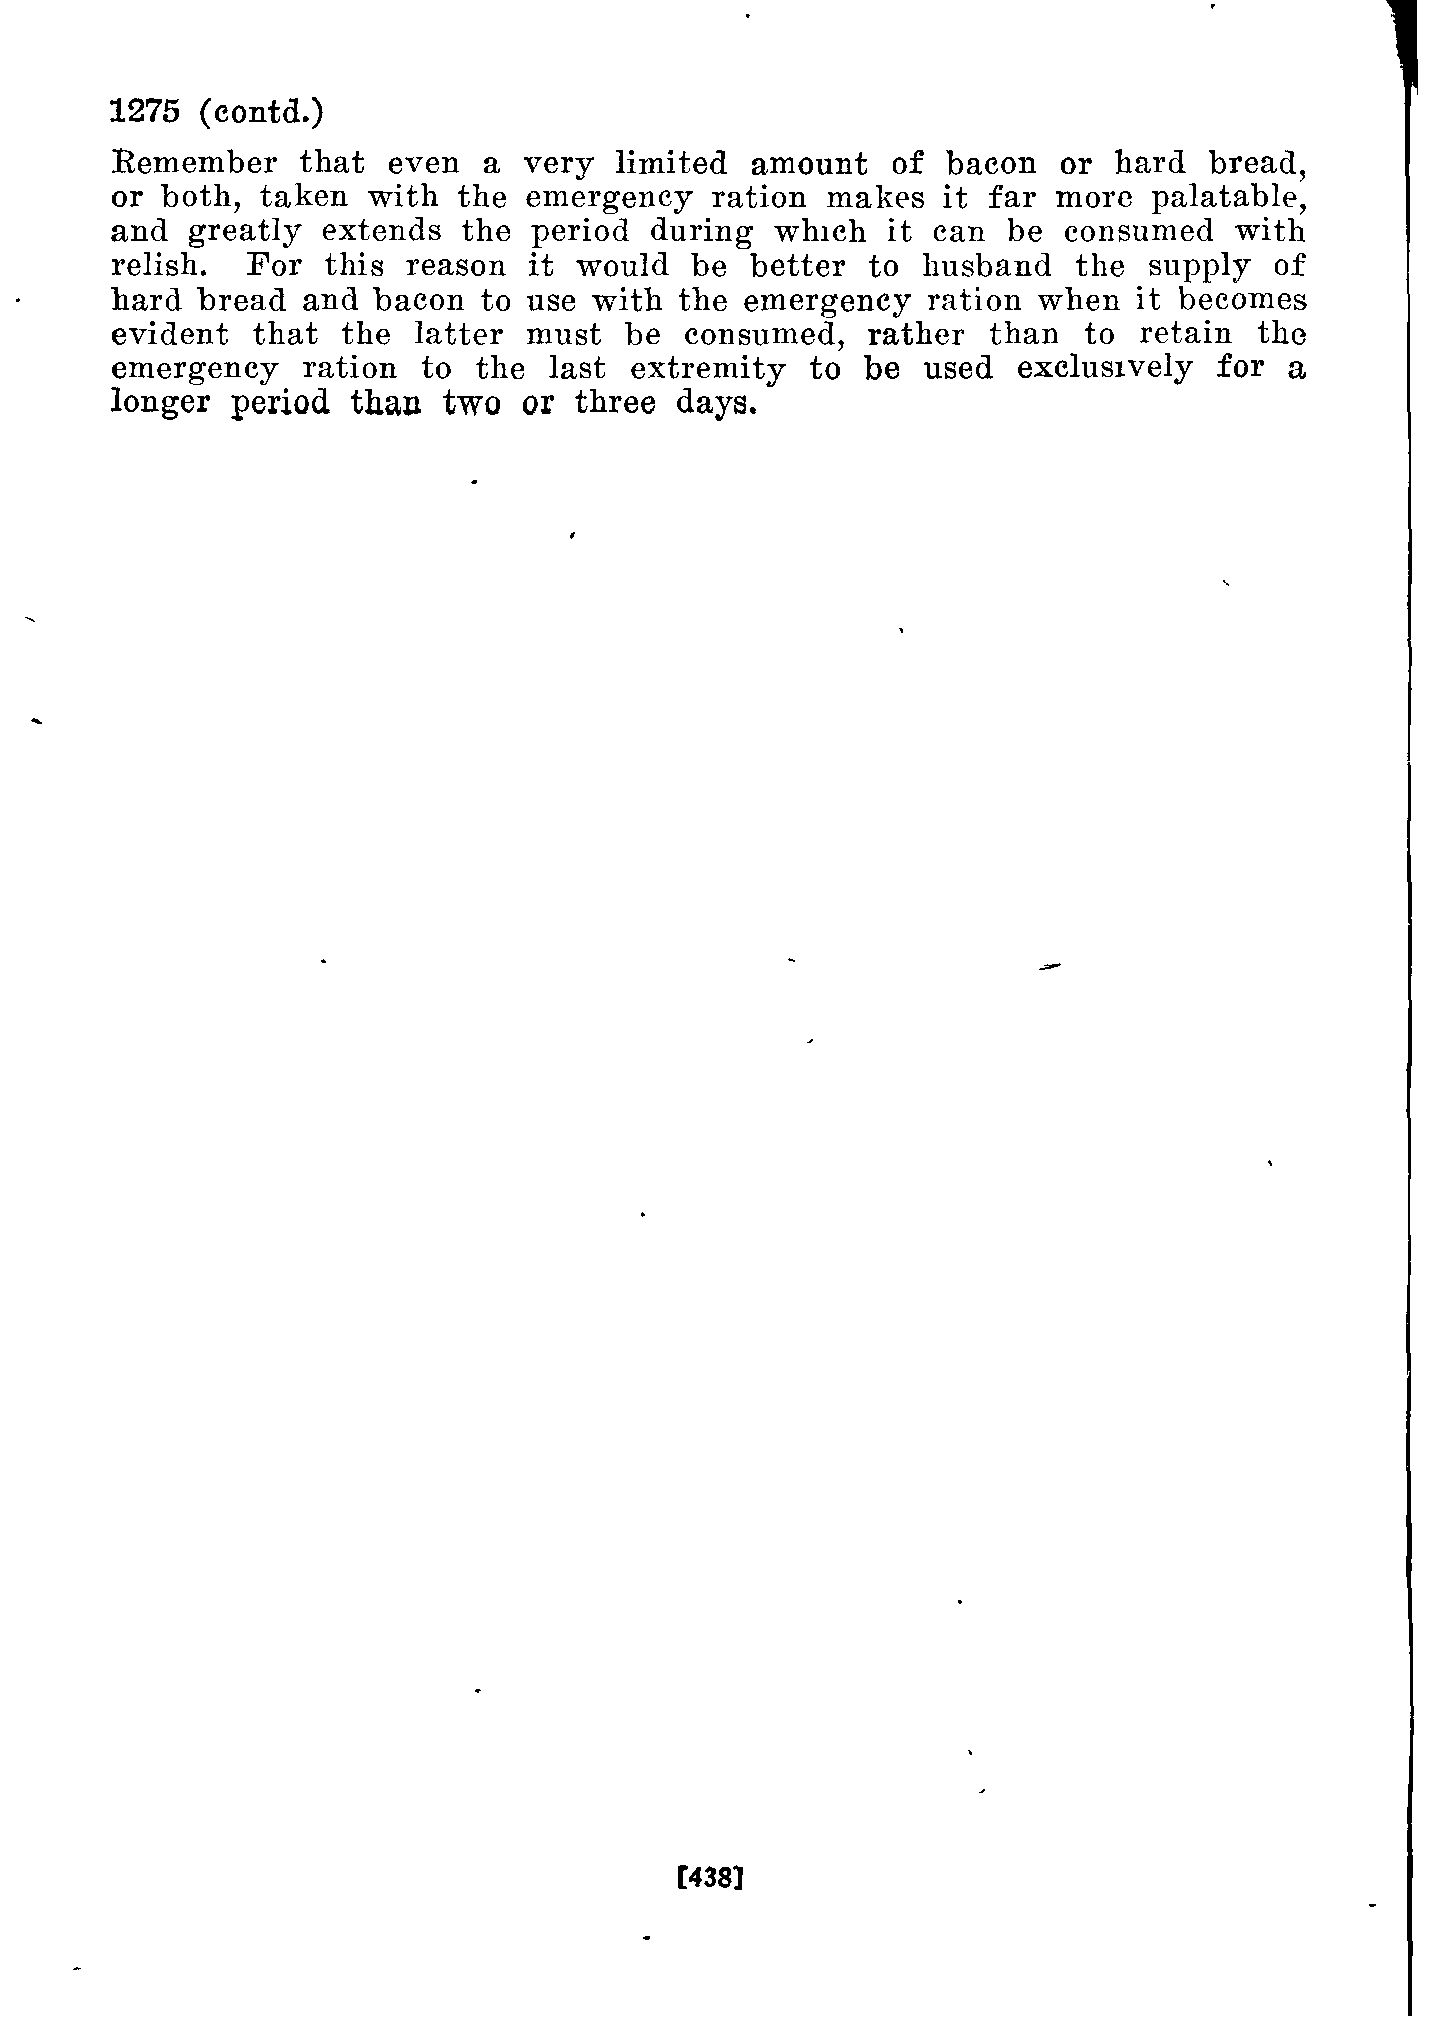 1275 (contd.)
Remember that even a very limited amount of bacon or hard bread,
or both, taken with the emergency ration makes it far more palatable,
and greatly extends the period during which it can be consumed with
relish. For this reason it would be better to husband the supply of
hard bread and bacon to use with the emergency ration when it becomes
evident that the latter must be consumed, rather than to retain the
emergency ration to the last extremity to be used exclusively for a
longer period than two or three days.
[438]